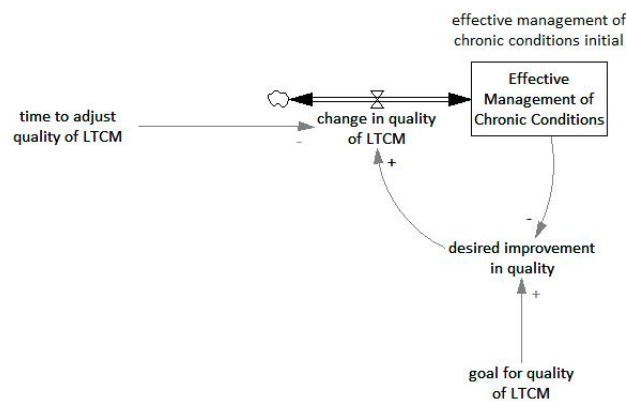 effective management of
chronic conditions initial
Effective
Management of
Chronic Conditions
time to adjust
quality of LTCM
-
change in quality
of LTCM
+
-
desired improvement
in quality
+
goal for quality
of LTCM